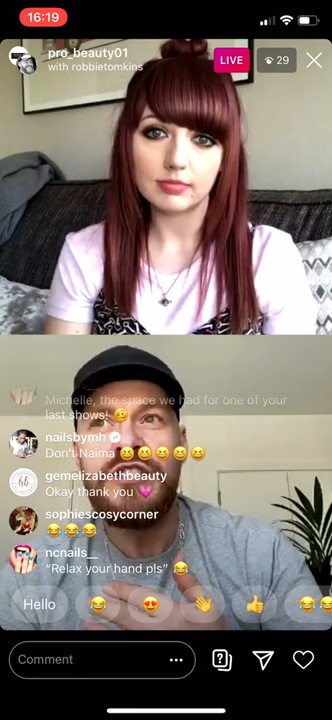 16:19
pro_beauty01
with robbietomkins
LIVE
29
Michelle, the space we had for one of your
last shows! 🤨
nailsbymh
Don't Naima 😆😆😆😆😆
gemelizabethbeauty
Okay thank you 💗
sophiescosycorner
😂😂😂
ncnails__
“Relax your hand pls” 😂
Hello 😂 😍 👋 👍 😂😂
Comment